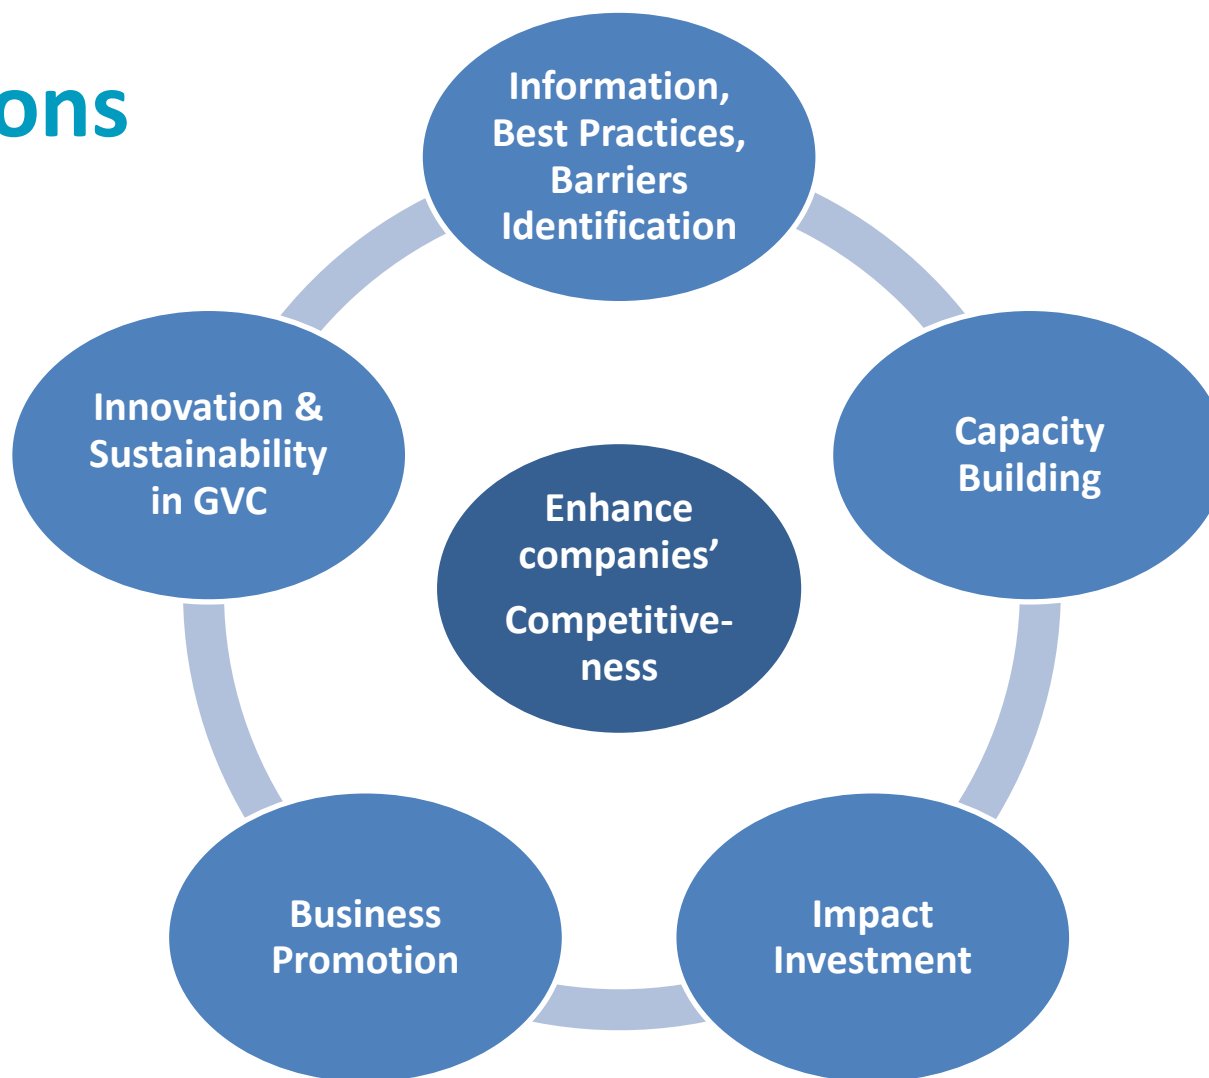 ons
Information,
Best Practices,
Barriers
Identification
Innovation &
Sustainability
in GVC
Capacity
Building
Enhance
companies’
Competitive-
ness
Business
Promotion
Impact
Investment